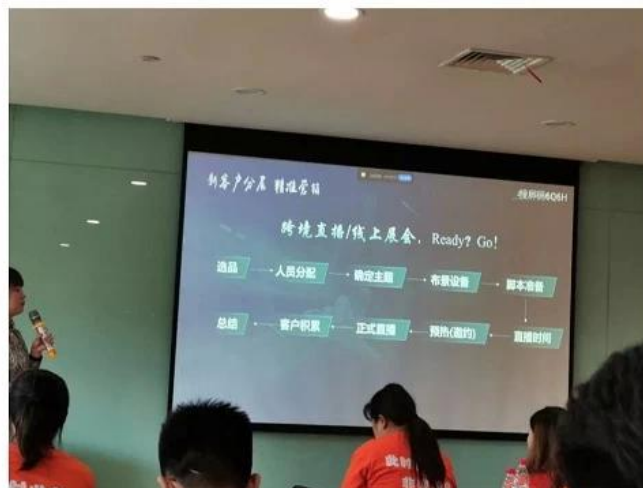 新客户分层 精准营销
跨境直播/线上展会，Ready? Go!
选品 人员分配 确定主题 布景设备 脚本准备
总结 客户积累 正式直播 预热(邀约) 直播时间
此时